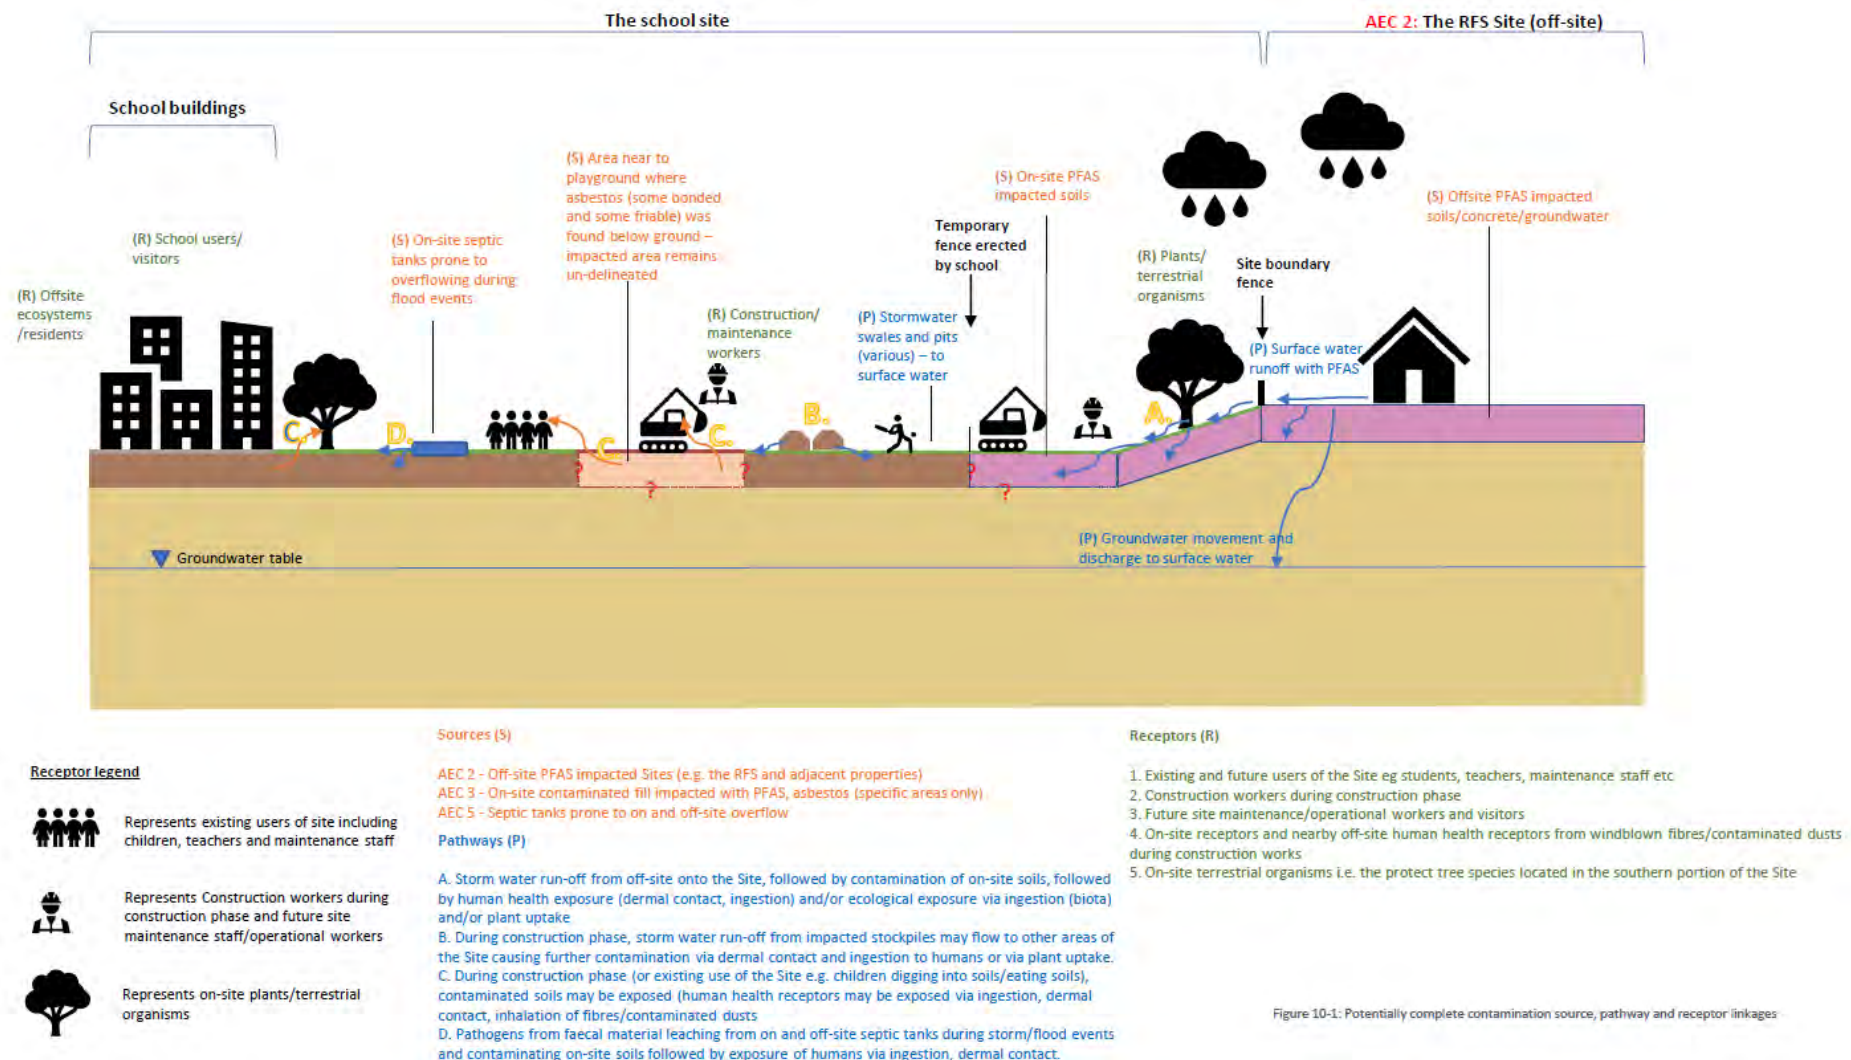 The school site
AEC 2: The RFS Site (off-site)
School buildings
(S) Area near to
playground where
asbestos (some bonded
and some friable) was
found below ground –
impacted area remains
un-delineated
(S) On-site PFAS
impacted soils
(S) Offsite PFAS impacted
soils/concrete/groundwater
(R) School users/
visitors
(S) On-site septic
tanks prone to
overflowing during
flood events
Temporary
fence erected
by school
(R) Plants/
terrestrial
organisms
Site boundary
fence
(R) Offsite
ecosystems
/residents
(R) Construction/
maintenance
workers
(P) Stormwater
swales and pits
(various) – to
surface water
(P) Surface water
runoff with PFAS
C.
D.
C.
C.
B.
A.
?
?
?
?
?
(P) Groundwater movement and
discharge to surface water
Groundwater table
Receptor legend
Represents existing users of site including
children, teachers and maintenance staff
Represents Construction workers during
construction phase and future site
maintenance staff/operational workers
Represents on-site plants/terrestrial
organisms
Sources (S)
AEC 2 - Off-site PFAS impacted Sites (e.g. the RFS and adjacent properties)
AEC 3 - On-site contaminated fill impacted with PFAS, asbestos (specific areas only)
AEC 5 - Septic tanks prone to on and off-site overflow
Pathways (P)
A. Storm water run-off from off-site onto the Site, followed by contamination of on-site soils, followed
by human health exposure (dermal contact, ingestion) and/or ecological exposure via ingestion (biota)
and/or plant uptake
B. During construction phase, storm water run-off from impacted stockpiles may flow to other areas of
the Site causing further contamination via dermal contact and ingestion to humans or via plant uptake.
C. During construction phase (or existing use of the Site e.g. children digging into soils/eating soils),
contaminated soils may be exposed (human health receptors may be exposed via ingestion, dermal
contact, inhalation of fibres/contaminated dusts
D. Pathogens from faecal material leaching from on and off-site septic tanks during storm/flood events
and contaminating on-site soils followed by exposure of humans via ingestion, dermal contact.
Receptors (R)
1. Existing and future users of the Site eg students, teachers, maintenance staff etc
2. Construction workers during construction phase
3. Future site maintenance/operational workers and visitors
4. On-site receptors and nearby off-site human health receptors from windblown fibres/contaminated dusts
during construction works
5. On-site terrestrial organisms i.e. the protect tree species located in the southern portion of the Site
Figure 10-1: Potentially complete contamination source, pathway and receptor linkages